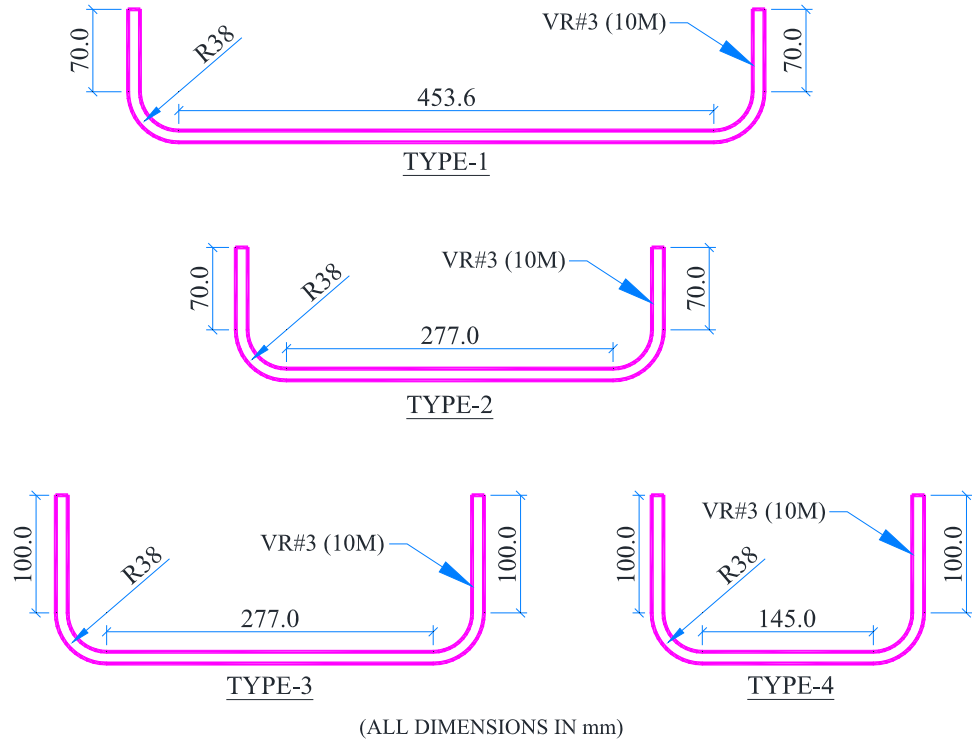 70.0
R38
VR#3 (10M)
70.0
453.6
TYPE-1
70.0
R38
VR#3 (10M)
70.0
277.0
TYPE-2
100.0
R38
VR#3 (10M)
100.0
277.0
TYPE-3
100.0
R38
VR#3 (10M)
100.0
145.0
TYPE-4
(ALL DIMENSIONS IN mm)